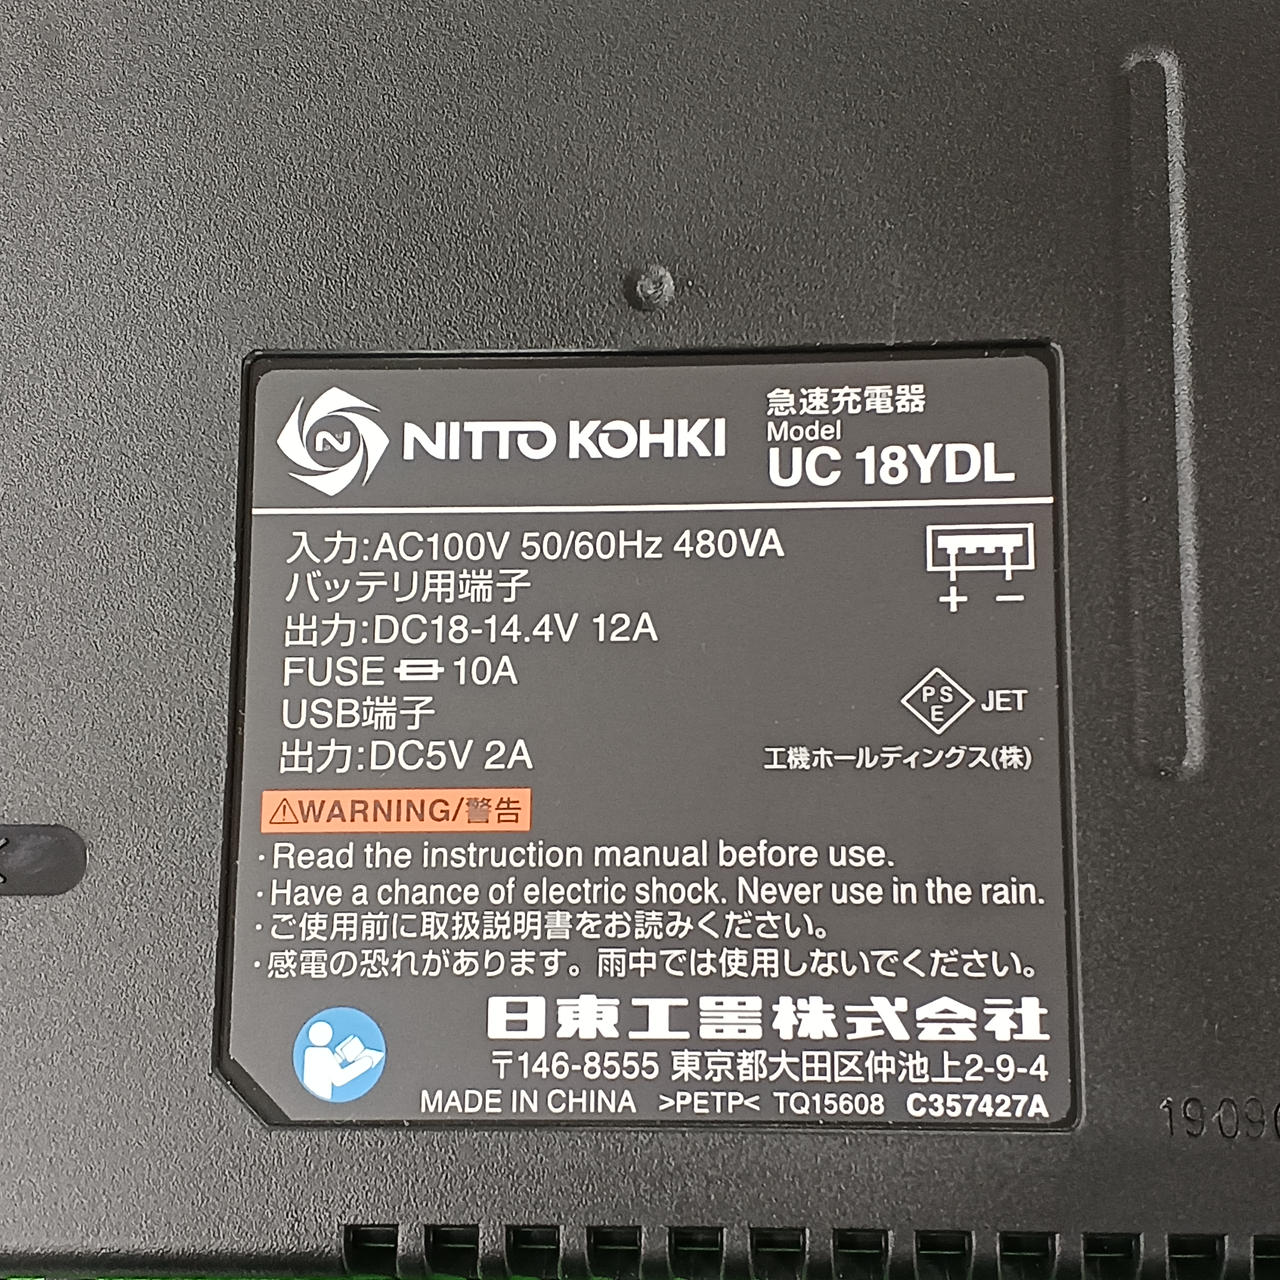 NITTO KOHKI
急速充電器
Model
UC 18YDL
入力:AC100V 50/60Hz 480VA
バッテリ用端子
出力:DC18-14.4V 12A
FUSE 10A
USB端子
出力:DC5V 2A
+ −
PSE JET
工機ホールディングス(株)
⚠WARNING/警告
・Read the instruction manual before use.
・Have a chance of electric shock. Never use in the rain.
・ご使用前に取扱説明書をお読みください。
・感電の恐れがあります。雨中では使用しないでください。
日東工器株式会社
〒146-8555 東京都大田区仲池上2-9-4
MADE IN CHINA >PETP< TQ15608 C357427A